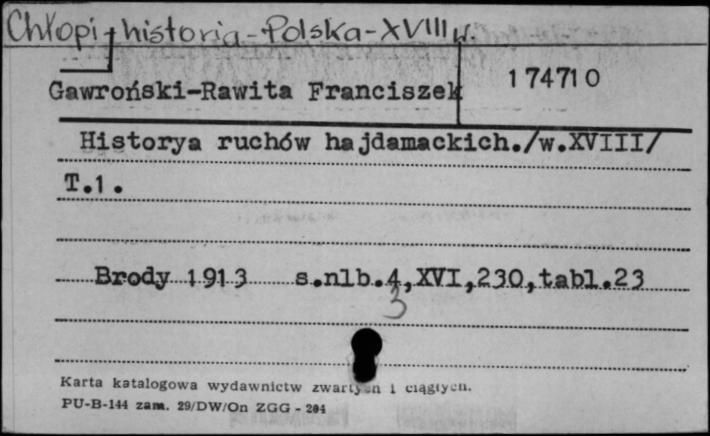 Chłopi - historia - Polska - XVIII w.
Gawroński-Rawita Franciszek
174710
Historya ruchów hajdamackich./w.XVIII/
T.1.
Brody 1913 s.nlb.4,XVI,230,tabl.23
3
Karta katalogowa wydawnictw zwartych i ciągłych.
PU-B-144 zam. 29/DW/On ZGG - 204